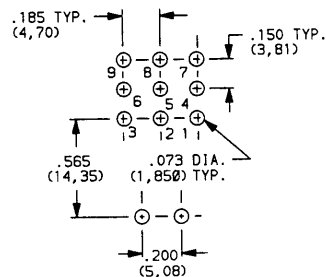 .185 TYP.
(4,70)
.150 TYP.
(3,81)
9 8 7
6 5 4
3 2 1
.565
(14,35)
.073 DIA.
(1,850) TYP.
.200
(5,08)